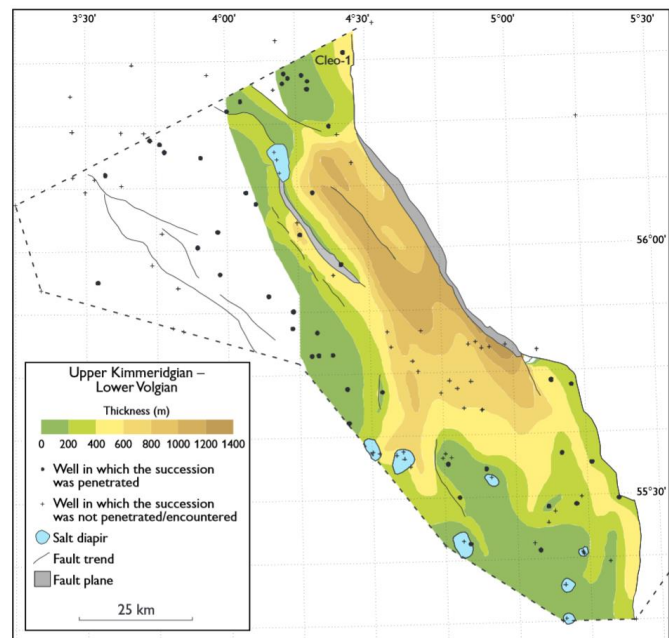 3°30'
4°00'
4°30'
5°00'
5°30'
Cleo-1
56°00'
55°30'
Upper Kimmeridgian –
Lower Volgian
Thickness (m)
0 200 400 600 800 1000 1200 1400
Well in which the succession
was penetrated
Well in which the succession
was not penetrated/encountered
Salt diapir
Fault trend
Fault plane
25 km